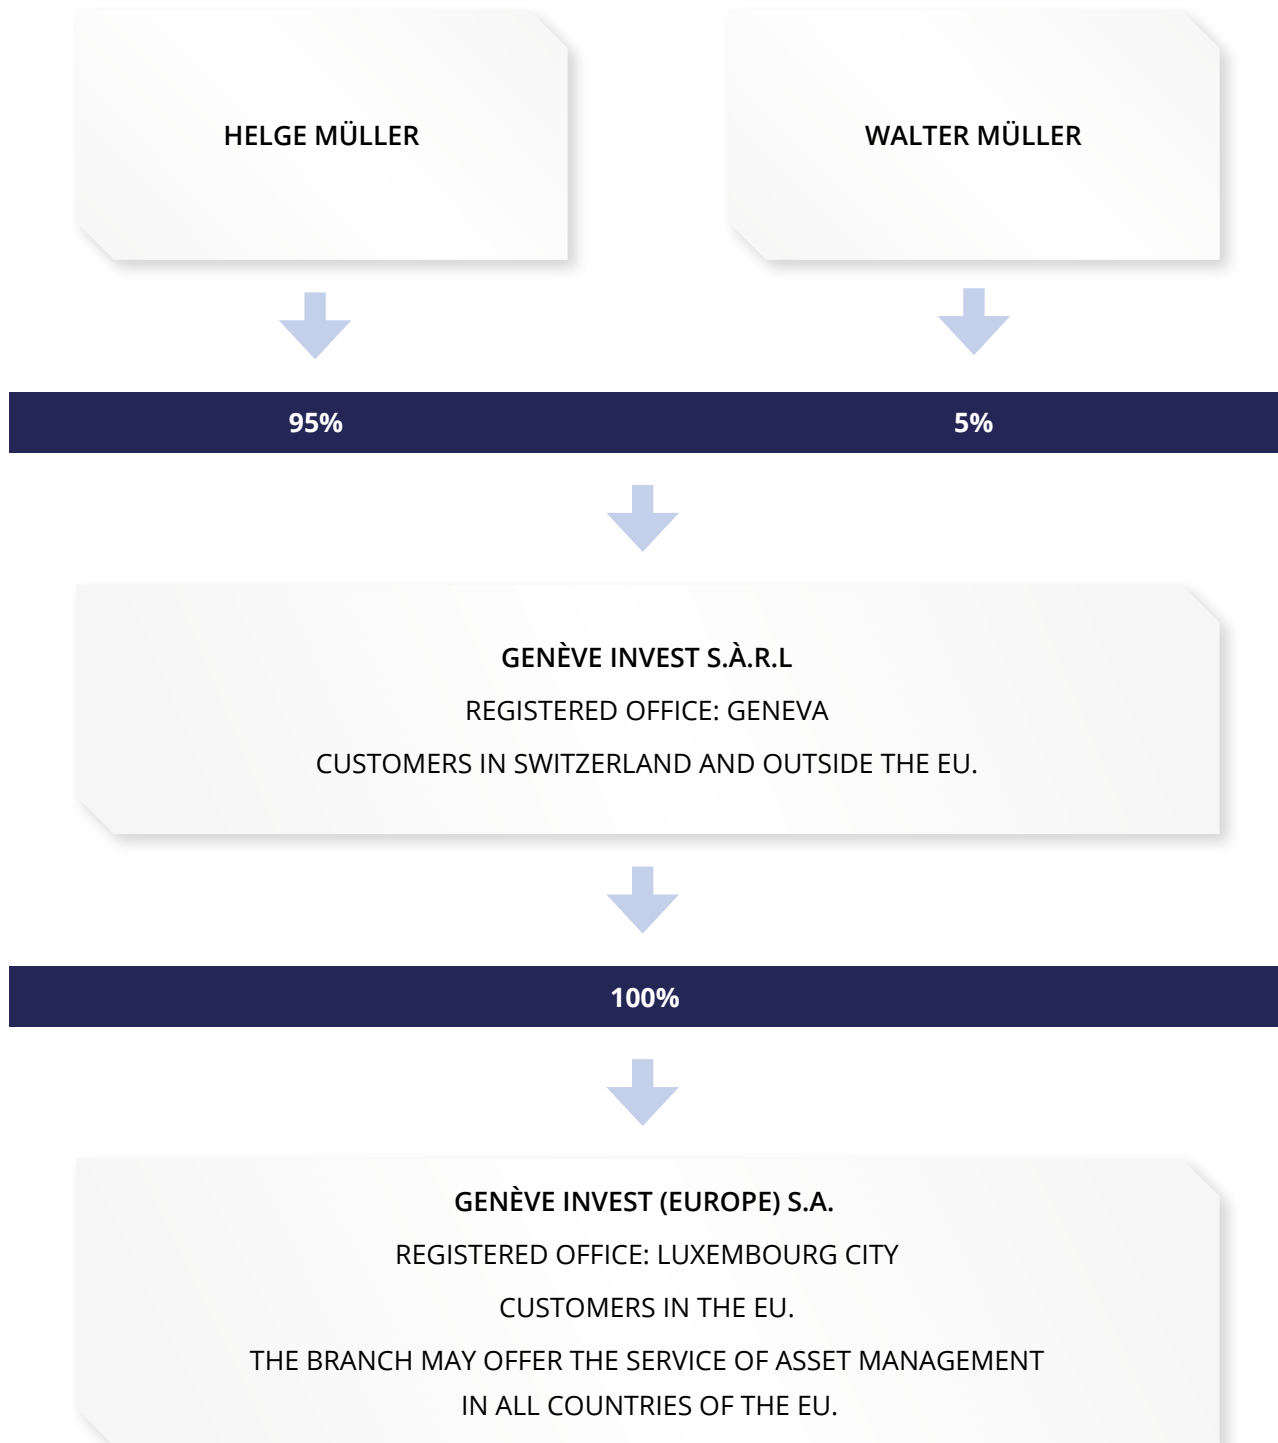 HELGE MÜLLER
WALTER MÜLLER
95%
5%
GENÈVE INVEST S.À.R.L
REGISTERED OFFICE: GENEVA
CUSTOMERS IN SWITZERLAND AND OUTSIDE THE EU.
100%
GENÈVE INVEST (EUROPE) S.A.
REGISTERED OFFICE: LUXEMBOURG CITY
CUSTOMERS IN THE EU.
THE BRANCH MAY OFFER THE SERVICE OF ASSET MANAGEMENT
IN ALL COUNTRIES OF THE EU.